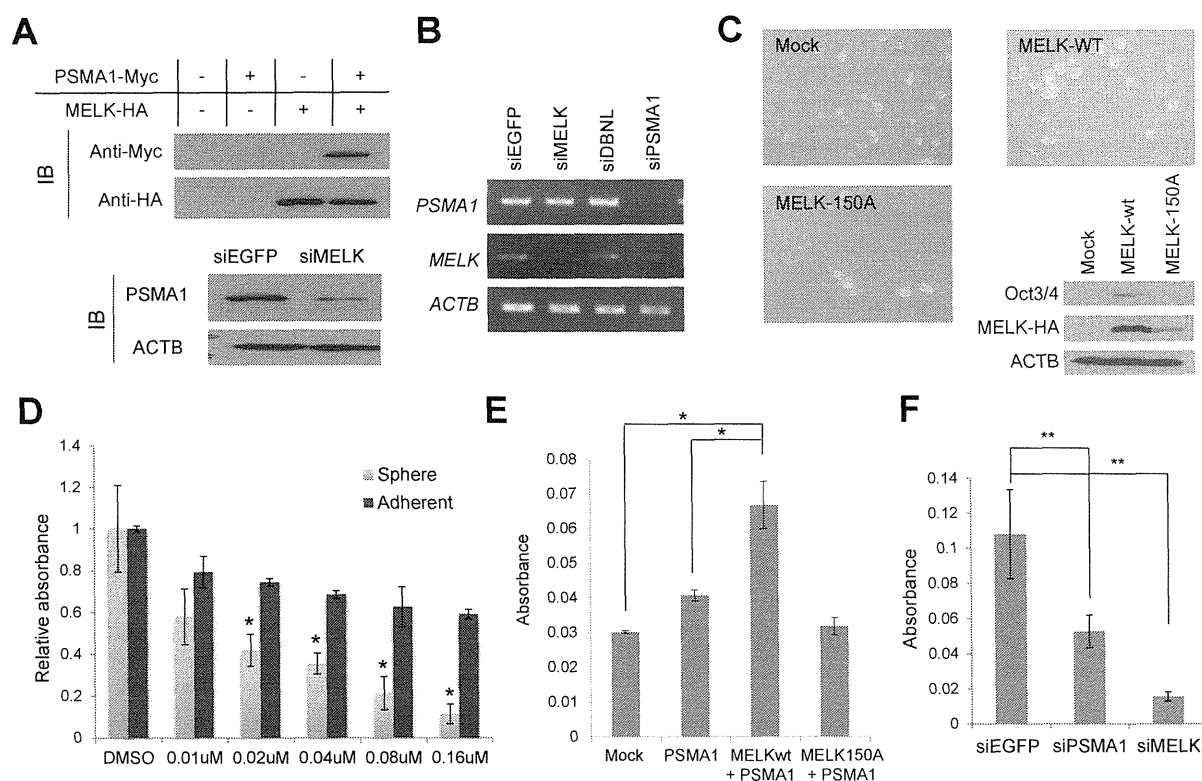 A
PSMA1-Myc - + - +
MELK-HA - - + +
IB
Anti-Myc
Anti-HA
siEGFP siMELK
IB
PSMA1
ACTB
B
siEGFP siMELK siDBNL siPSMA1
PSMA1
MELK
ACTB
C
Mock
MELK-WT
MELK-150A
Mock MELK-wt MELK-150A
Oct3/4
MELK-HA
ACTB
D
Relative absorbance
1.4
1.2
1
0.8
0.6
0.4
0.2
0
Sphere
Adherent
* * * *
DMSO 0.01uM 0.02uM 0.04uM 0.08uM 0.16uM
E
Absorbance
0.08
0.07
0.06
0.05
0.04
0.03
0.02
0.01
0
*
*
Mock PSMA1 MELKwt MELK150A
+ PSMA1 + PSMA1
F
Absorbance
0.14
0.12
0.1
0.08
0.06
0.04
0.02
0
**
**
siEGFP siPSMA1 siMELK